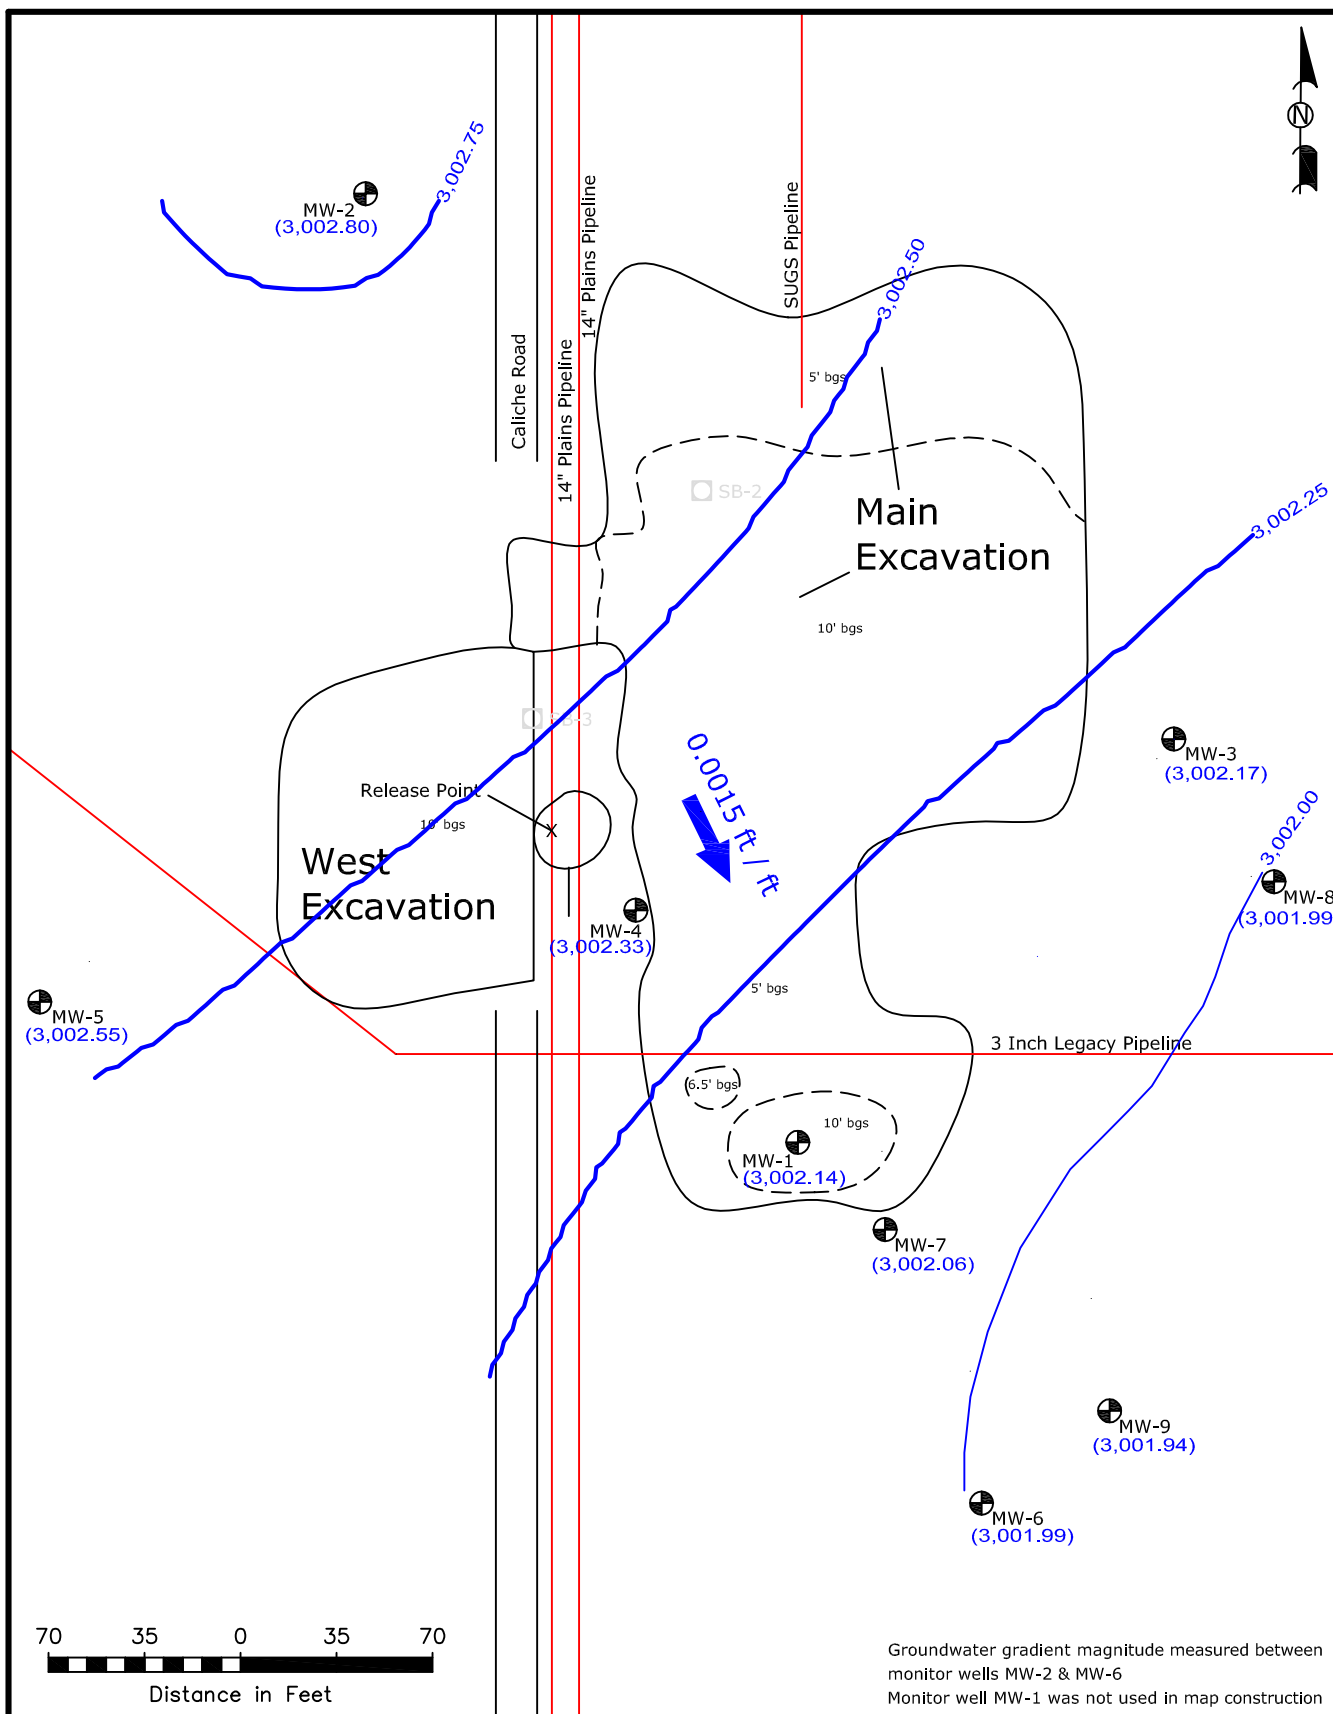 N
3,002.75
MW-2
(3,002.80)
14" Plains Pipeline
SUGS Pipeline
3,002.50
Caliche Road
14" Plains Pipeline
5' bgs
SB-2
Main
Excavation
3,002.25
10' bgs
SB-3
0.0015 ft / ft
MW-3
(3,002.17)
Release Point
X
10' bgs
West
Excavation
3,002.00
MW-8
(3,001.99
MW-4
(3,002.33)
5' bgs
MW-5
(3,002.55)
3 Inch Legacy Pipeline
6.5' bgs
10' bgs
MW-1
(3,002.14)
MW-7
(3,002.06)
MW-9
(3,001.94)
MW-6
(3,001.99)
70 35 0 35 70
Distance in Feet
Groundwater gradient magnitude measured between
monitor wells MW-2 & MW-6
Monitor well MW-1 was not used in map construction